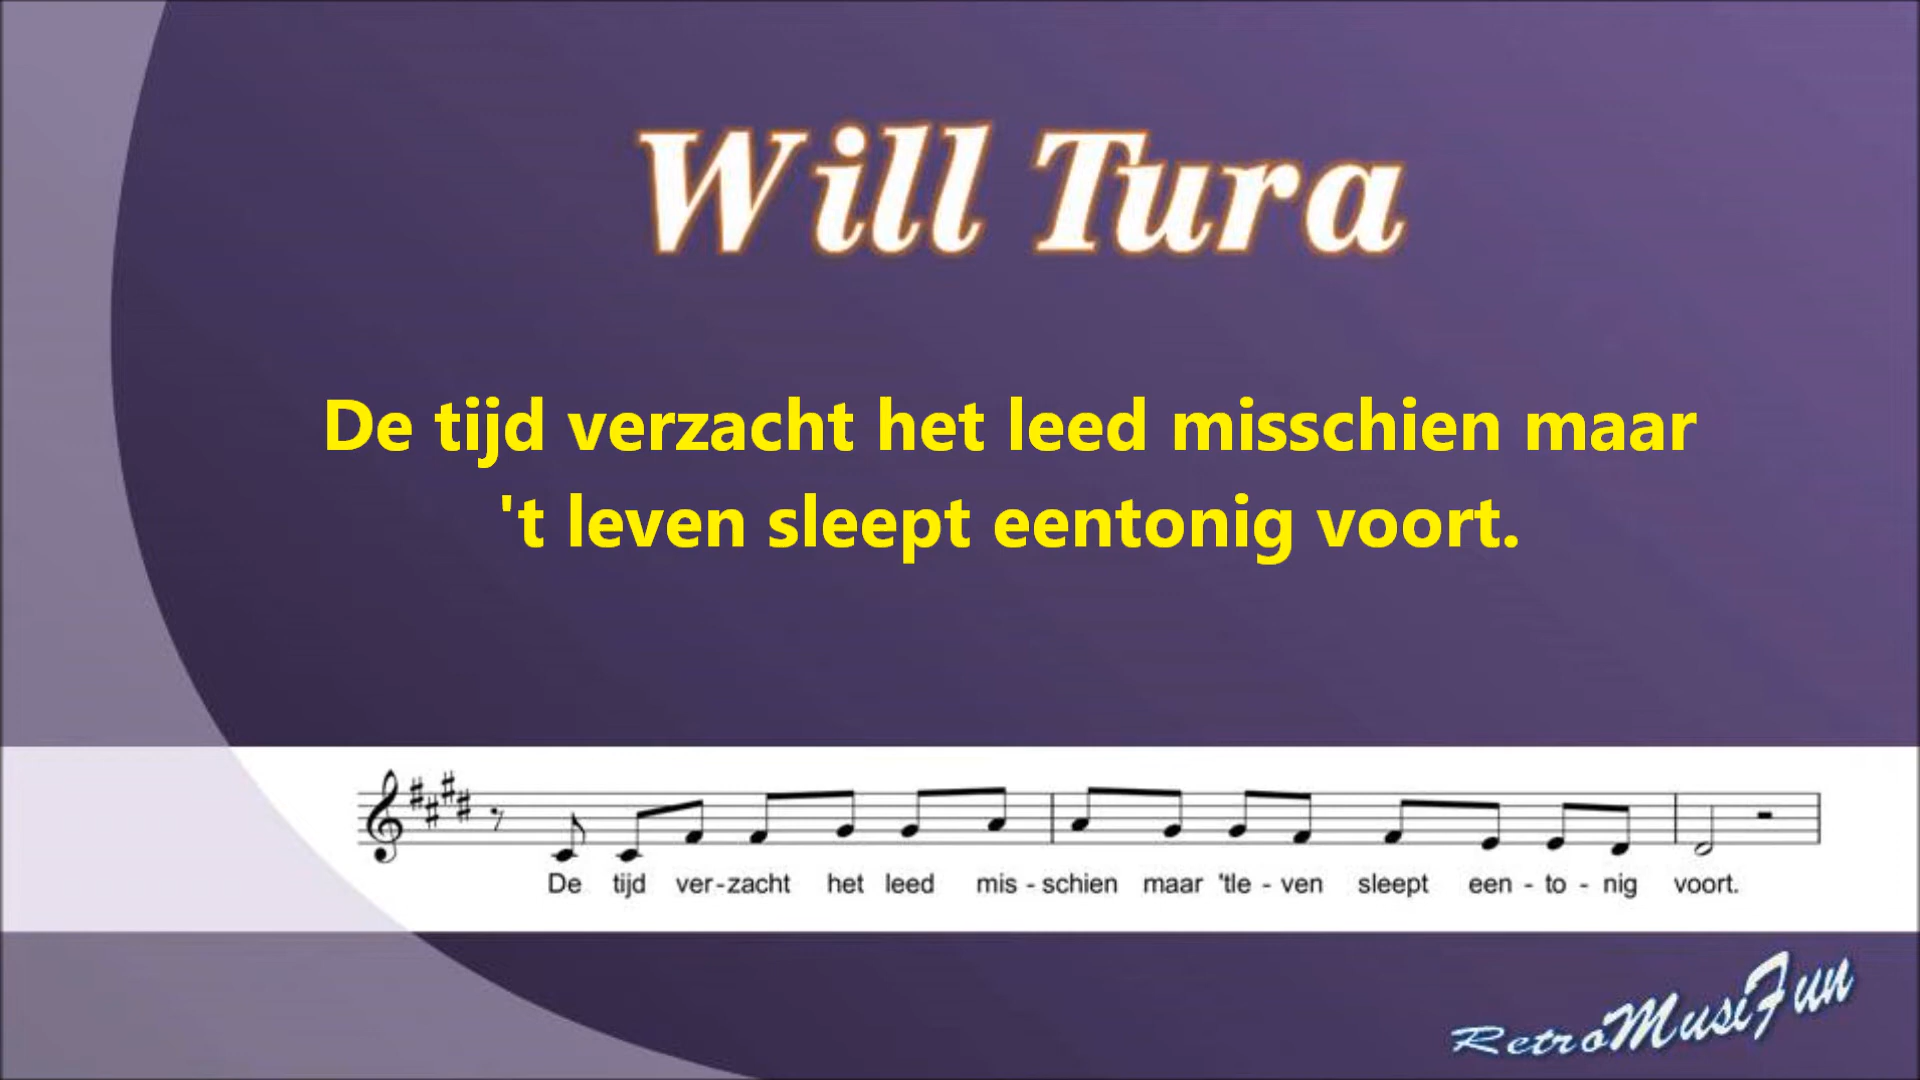 Will Tura
De tijd verzacht het leed misschien maar
't leven sleept eentonig voort.
De tijd ver-zacht het leed mis - schien maar 'tle - ven sleept een - to - nig voort.
RetroMusiFun